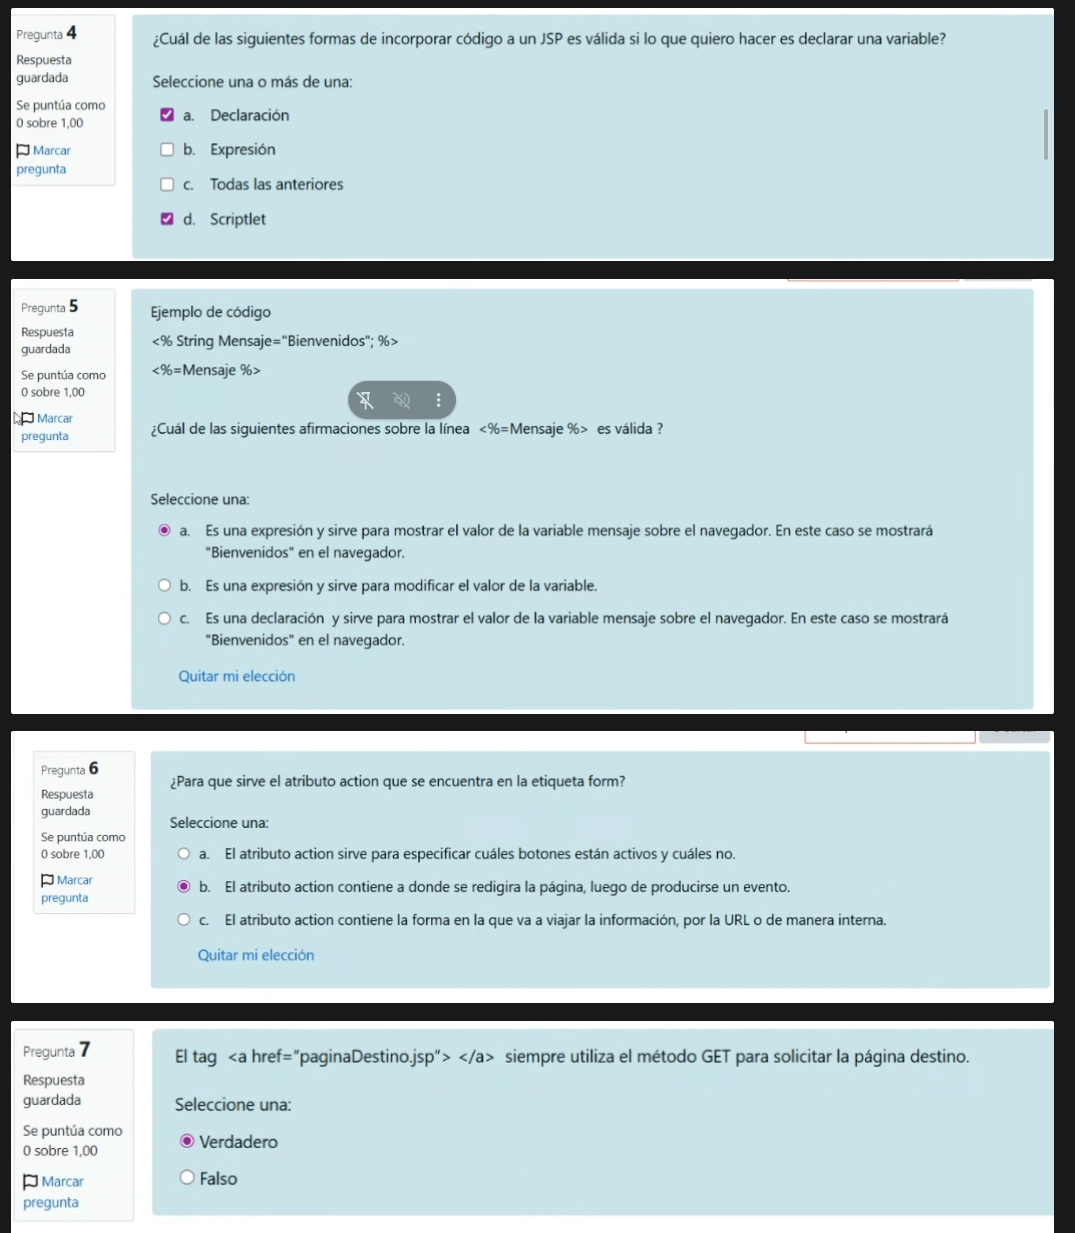 Pregunta 4
Respuesta
guardada
Se puntúa como
0 sobre 1,00
Marcar
pregunta
¿Cuál de las siguientes formas de incorporar código a un JSP es válida si lo que quiero hacer es declarar una variable?
Seleccione una o más de una:
a. Declaración
b. Expresión
c. Todas las anteriores
d. Scriptlet
Pregunta 5
Respuesta
guardada
Se puntúa como
0 sobre 1,00
Marcar
pregunta
Ejemplo de código
<% String Mensaje="Bienvenidos"; %>
<%=Mensaje %>
¿Cuál de las siguientes afirmaciones sobre la línea <%=Mensaje %> es válida ?
Seleccione una:
a. Es una expresión y sirve para mostrar el valor de la variable mensaje sobre el navegador. En este caso se mostrará
"Bienvenidos" en el navegador.
b. Es una expresión y sirve para modificar el valor de la variable.
c. Es una declaración y sirve para mostrar el valor de la variable mensaje sobre el navegador. En este caso se mostrará
"Bienvenidos" en el navegador.
Quitar mi elección
Pregunta 6
Respuesta
guardada
Se puntúa como
0 sobre 1,00
Marcar
pregunta
¿Para que sirve el atributo action que se encuentra en la etiqueta form?
Seleccione una:
a. El atributo action sirve para especificar cuáles botones están activos y cuáles no.
b. El atributo action contiene a donde se redigira la página, luego de producirse un evento.
c. El atributo action contiene la forma en la que va a viajar la información, por la URL o de manera interna.
Quitar mi elección
Pregunta 7
Respuesta
guardada
Se puntúa como
0 sobre 1,00
Marcar
pregunta
El tag <a href="paginaDestino.jsp"> </a> siempre utiliza el método GET para solicitar la página destino.
Seleccione una:
Verdadero
Falso